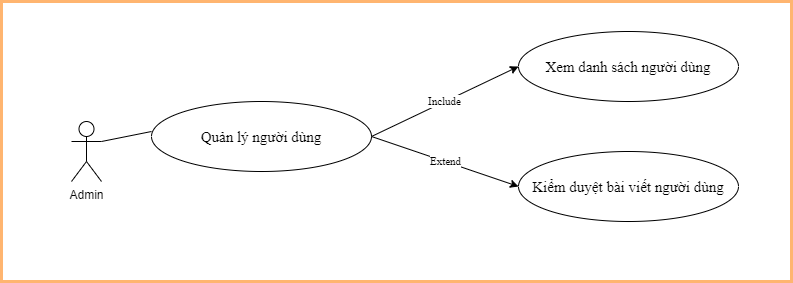 Xem danh sách người dùng
Include
Quản lý người dùng
Extend
Kiểm duyệt bài viết người dùng
Admin